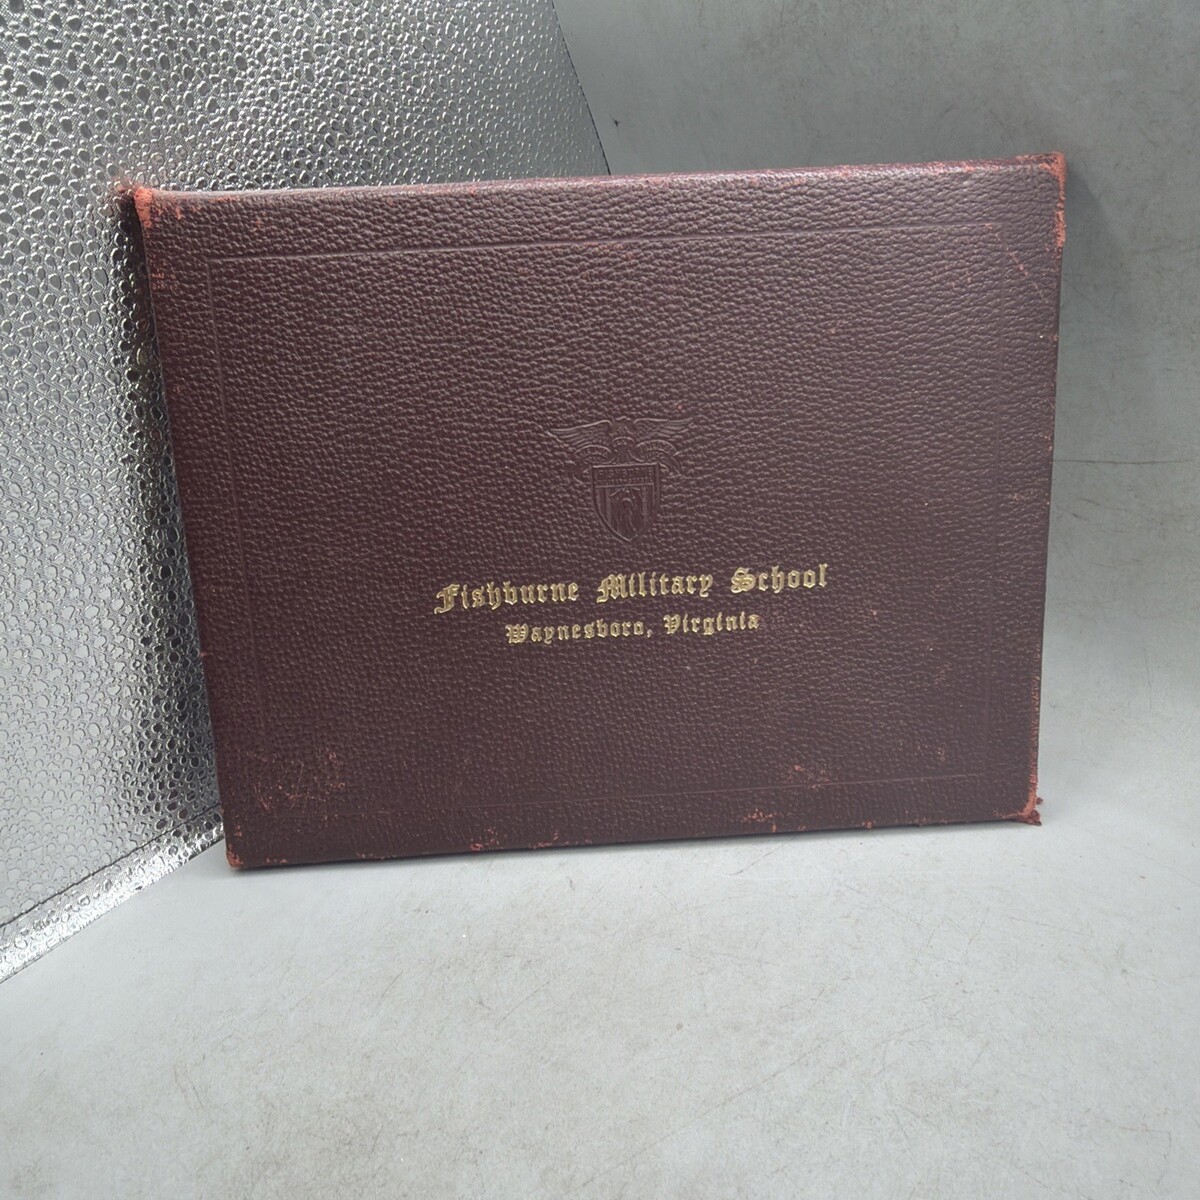 Fishburne Military School
Waynesboro, Virginia